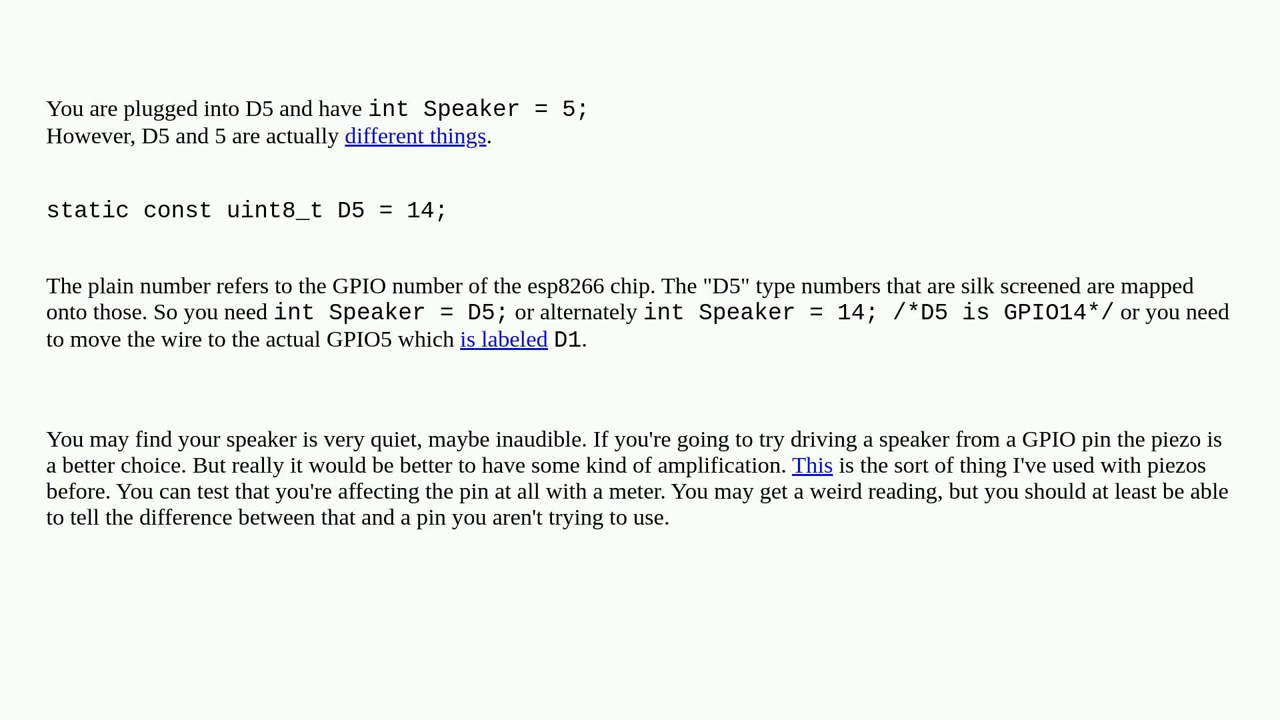 You are plugged into D5 and have int Speaker = 5;
However, D5 and 5 are actually different things.
static const uint8_t D5 = 14;
The plain number refers to the GPIO number of the esp8266 chip. The "D5" type numbers that are silk screened are mapped
onto those. So you need int Speaker = D5; or alternately int Speaker = 14; /*D5 is GPIO14*/ or you need
to move the wire to the actual GPIO5 which is labeled D1.
You may find your speaker is very quiet, maybe inaudible. If you're going to try driving a speaker from a GPIO pin the piezo is
a better choice. But really it would be better to have some kind of amplification. This is the sort of thing I've used with piezos
before. You can test that you're affecting the pin at all with a meter. You may get a weird reading, but you should at least be able
to tell the difference between that and a pin you aren't trying to use.